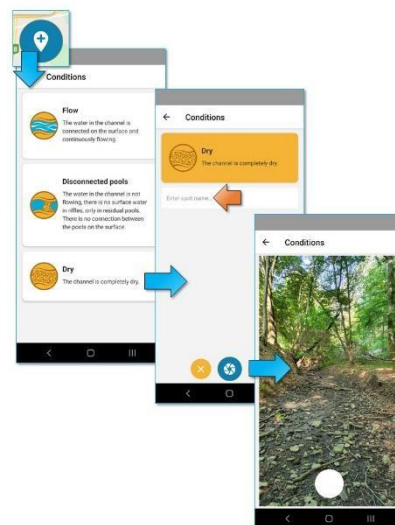 Conditions
Flow
The water in the channel is
connected on the surface and
continuously flowing.
Disconnected pools
The water in the channel is not
flowing, there is no surface water
in riffles, only in residual pools.
There is no connection between
the pools on the surface.
Dry
The channel is completely dry.
Conditions
Dry
The channel is completely dry.
Enter spot name...
Conditions